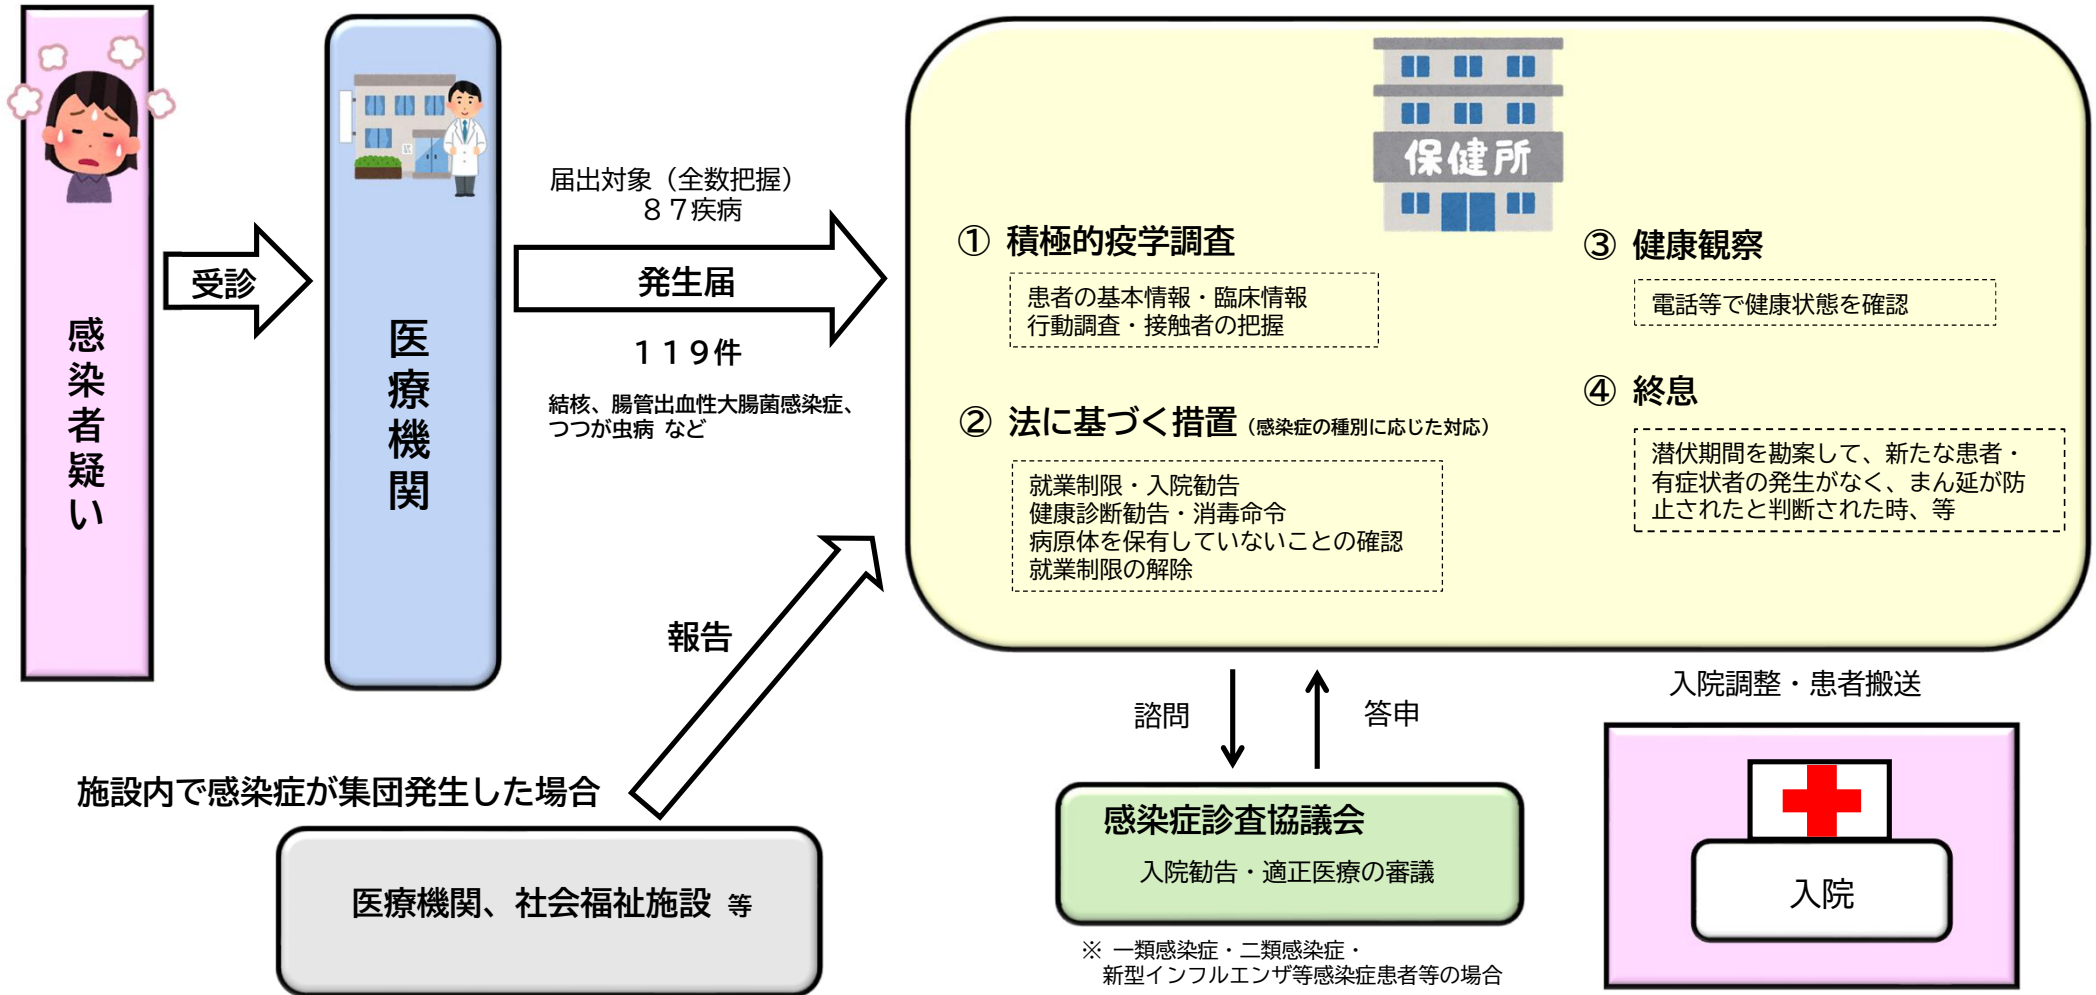 感染者疑い
受診
医療機関
届出対象（全数把握）
８７疾病
発生届
１１９件
結核、腸管出血性大腸菌感染症、
つつが虫病 など
保健所
① 積極的疫学調査
患者の基本情報・臨床情報
行動調査・接触者の把握
② 法に基づく措置（感染症の種別に応じた対応）
就業制限・入院勧告
健康診断勧告・消毒命令
病原体を保有していないことの確認
就業制限の解除
③ 健康観察
電話等で健康状態を確認
④ 終息
潜伏期間を勘案して、新たな患者・
有症状者の発生がなく、まん延が防
止されたと判断された時、等
報告
施設内で感染症が集団発生した場合
医療機関、社会福祉施設 等
諮問
答申
感染症診査協議会
入院勧告・適正医療の審議
※ 一類感染症・二類感染症・
新型インフルエンザ等感染症患者等の場合
入院調整・患者搬送
入院